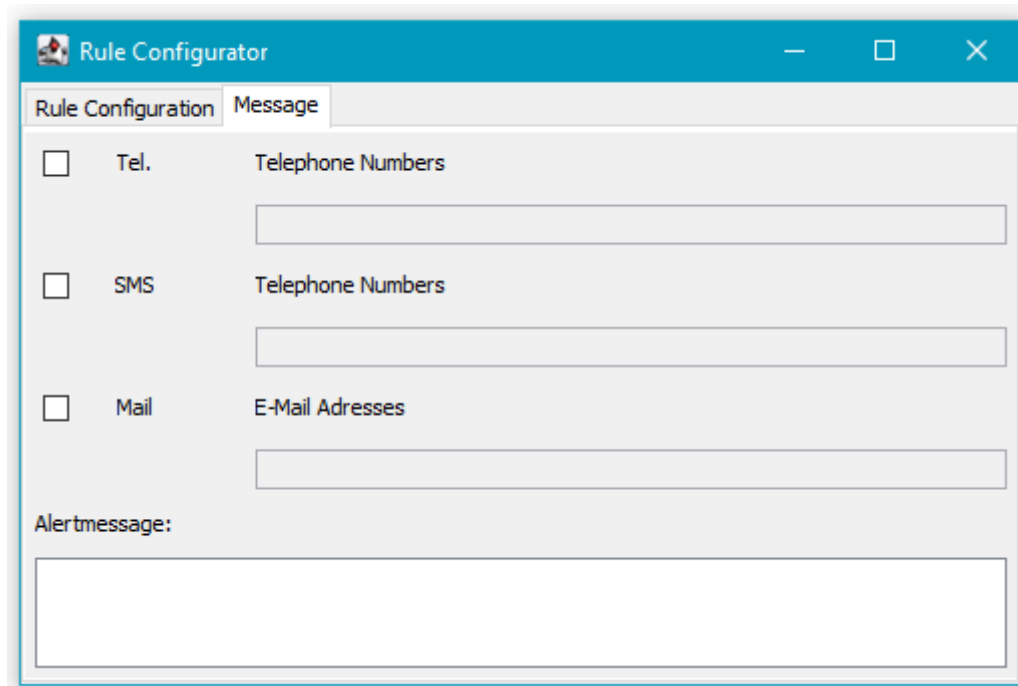 Rule Configurator
Rule Configuration Message
Tel. Telephone Numbers
SMS Telephone Numbers
Mail E-Mail Adresses
Alertmessage: